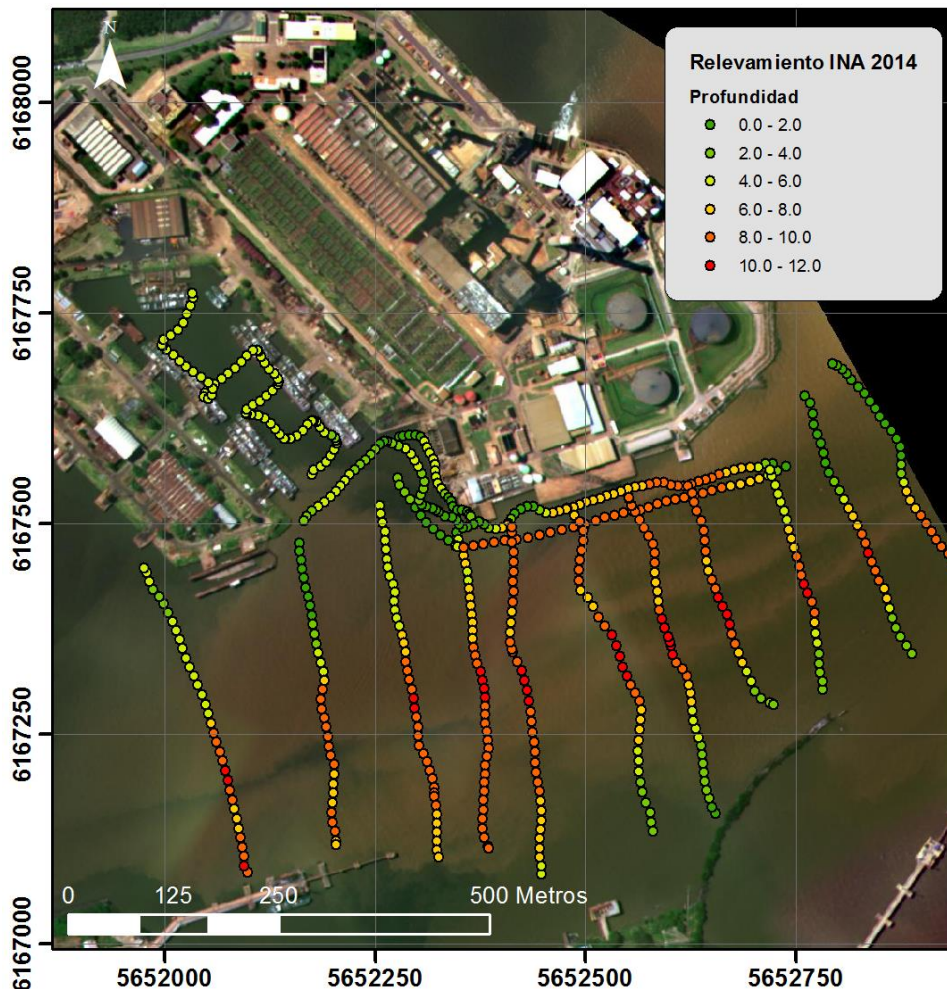 N
Relevamiento INA 2014
Profundidad
0.0 - 2.0
2.0 - 4.0
4.0 - 6.0
6.0 - 8.0
8.0 - 10.0
10.0 - 12.0
6168000
6167750
6167500
6167250
6167000
0 125 250 500 Metros
5652000 5652250 5652500 5652750